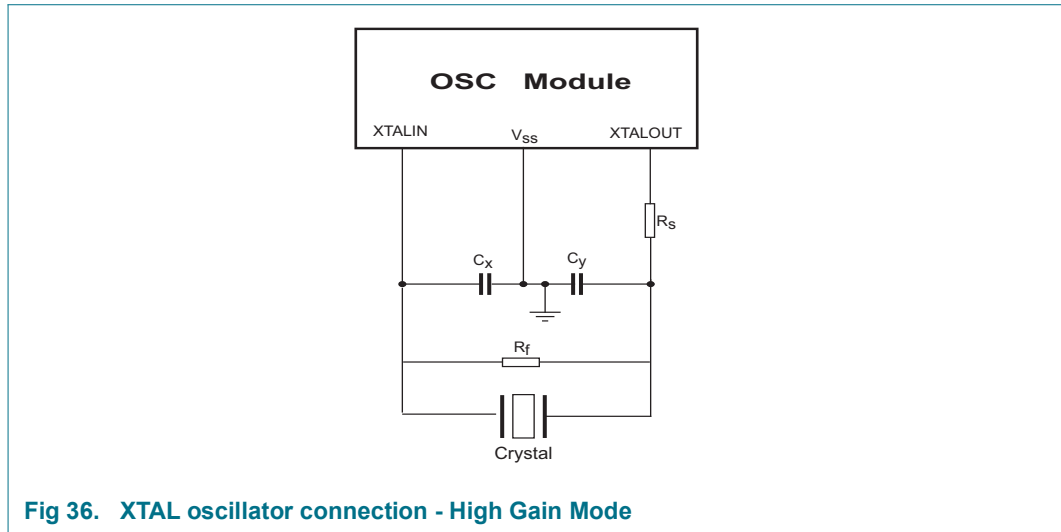 OSC Module
XTALIN
Vss
XTALOUT
Rs
Cx
Cy
Rf
Crystal
Fig 36. XTAL oscillator connection - High Gain Mode